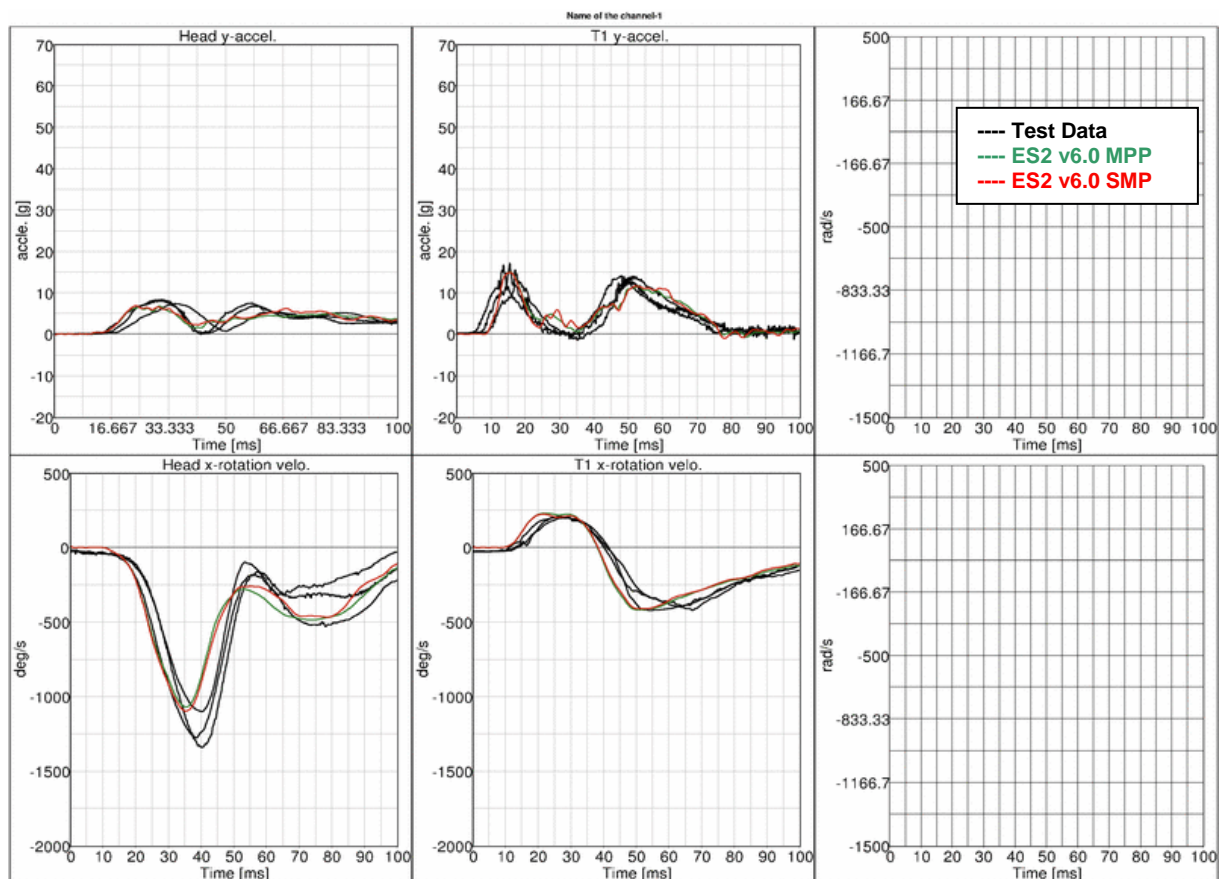 Name of the channel-1
Head y-accel.
70
60
50
40
30
20
10
0
-10
-20
accle. [g]
0 16.667 33.333 50 66.667 83.333 100
Time [ms]
T1 y-accel.
70
60
50
40
30
20
10
0
-10
-20
accle. [g]
0 10 20 30 40 50 60 70 80 90 100
Time [ms]
500
166.67
-166.67
-500
-833.33
-1166.7
-1500
rad/s
0 10 20 30 40 50 60 70 80 90 100
Time [ms]
---- Test Data
---- ES2 v6.0 MPP
---- ES2 v6.0 SMP
Head x-rotation velo.
500
0
-500
-1000
-1500
-2000
deg/s
0 10 20 30 40 50 60 70 80 90 100
Time [ms]
T1 x-rotation velo.
500
0
-500
-1000
-1500
-2000
deg/s
0 10 20 30 40 50 60 70 80 90 100
Time [ms]
500
166.67
-166.67
-500
-833.33
-1166.7
-1500
rad/s
0 10 20 30 40 50 60 70 80 90 100
Time [ms]